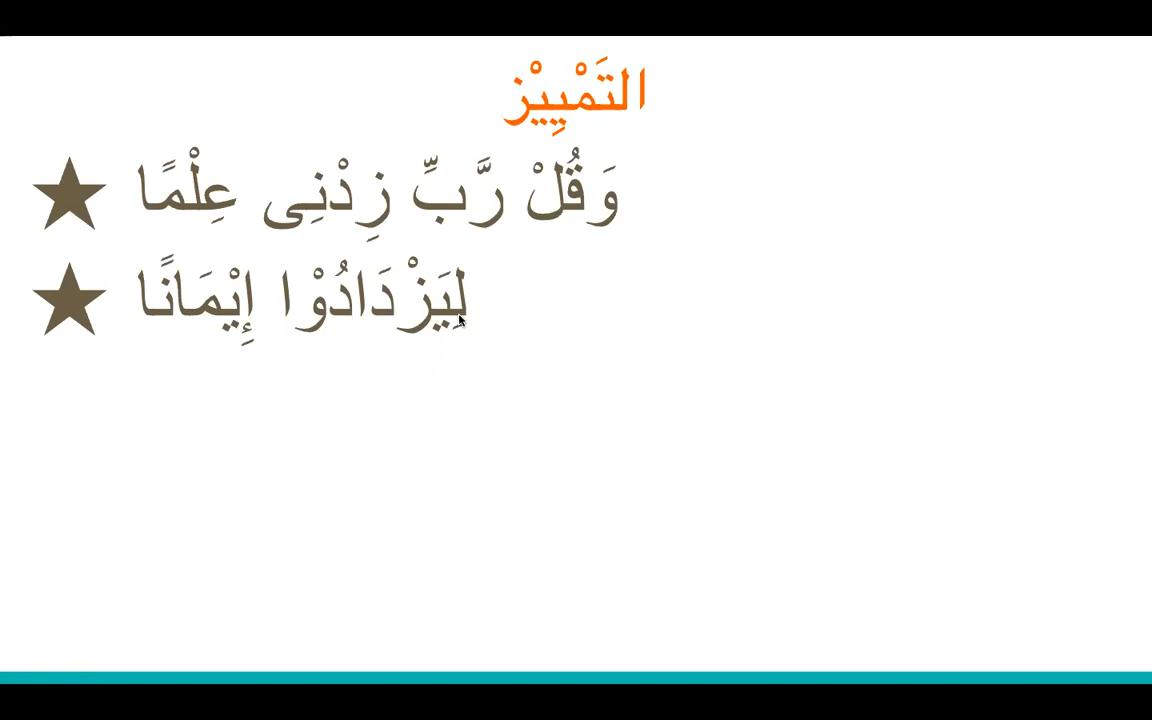 التَمْيِيْز
وَقُلْ رَّبِّ زِدْنِى عِلْمًا
لِيَزْدَادُوْا إِيْمَانًا